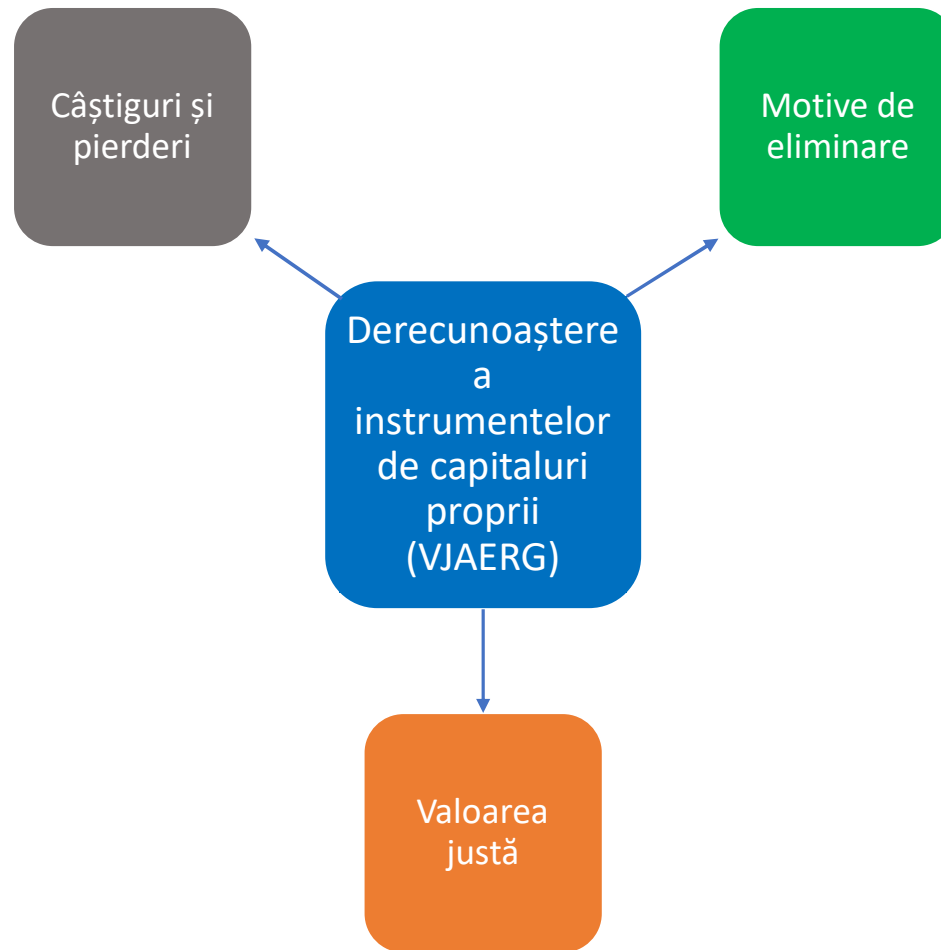 Câștiguri și
pierderi
Motive de
eliminare
Derecunoaștere
a
instrumentelor
de capitaluri
proprii
(VJAERG)
Valoarea
justă